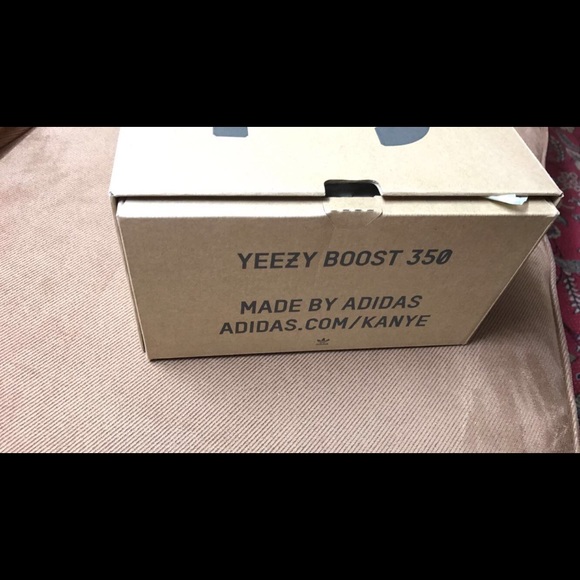 YEEZY BOOST 350
MADE BY ADIDAS
ADIDAS.COM/KANYE